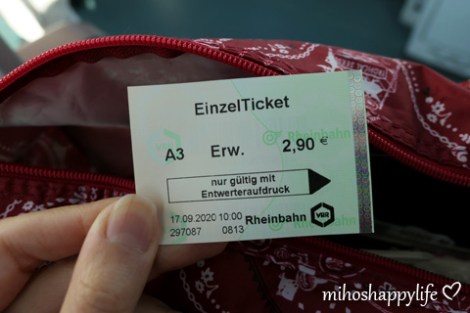 EinzelTicket
Rheinbahn
A3 Erw. 2,90 €
nur gültig mit
Entwerteraufdruck
17.09.2020 10:00 Rheinbahn VRR
297087 0813
mihoshappylife♡